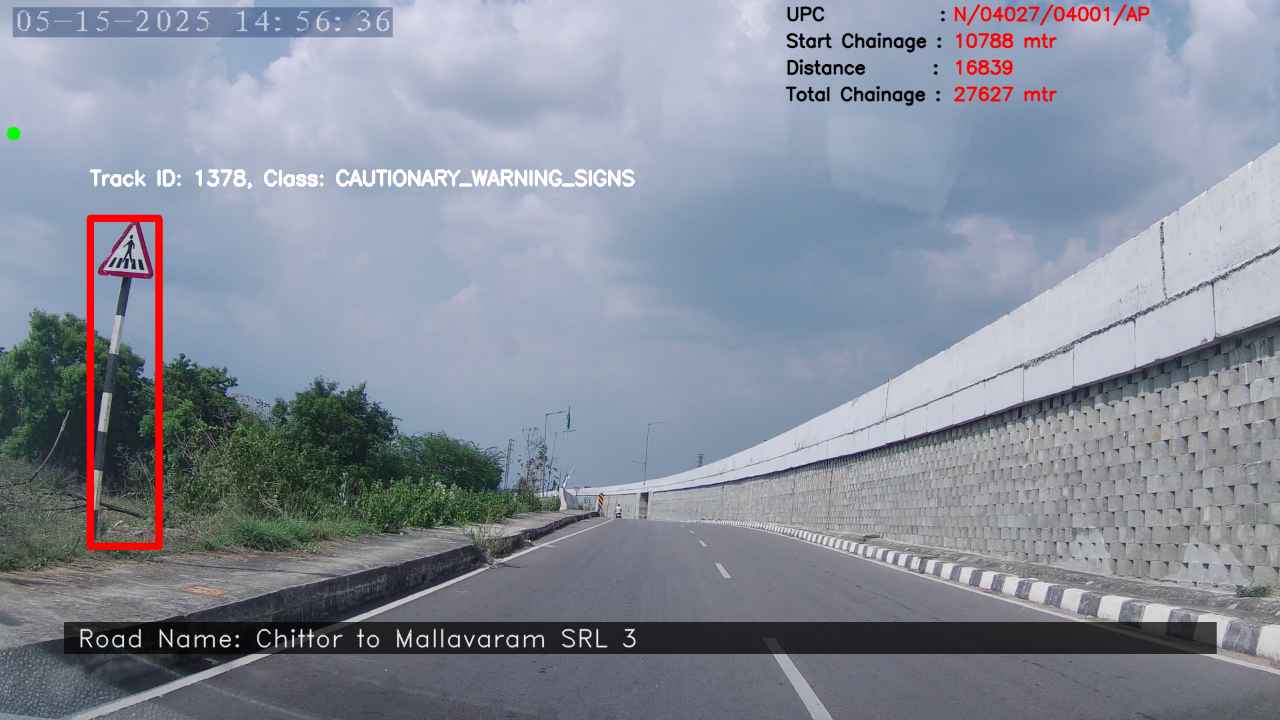 05-15-2025 14:56:36
UPC : N/04027/04001/AP
Start Chainage : 10788 mtr
Distance : 16839
Total Chainage : 27627 mtr
Track ID: 1378, Class: CAUTIONARY_WARNING_SIGNS
Road Name: Chittor to Mallavaram SRL 3